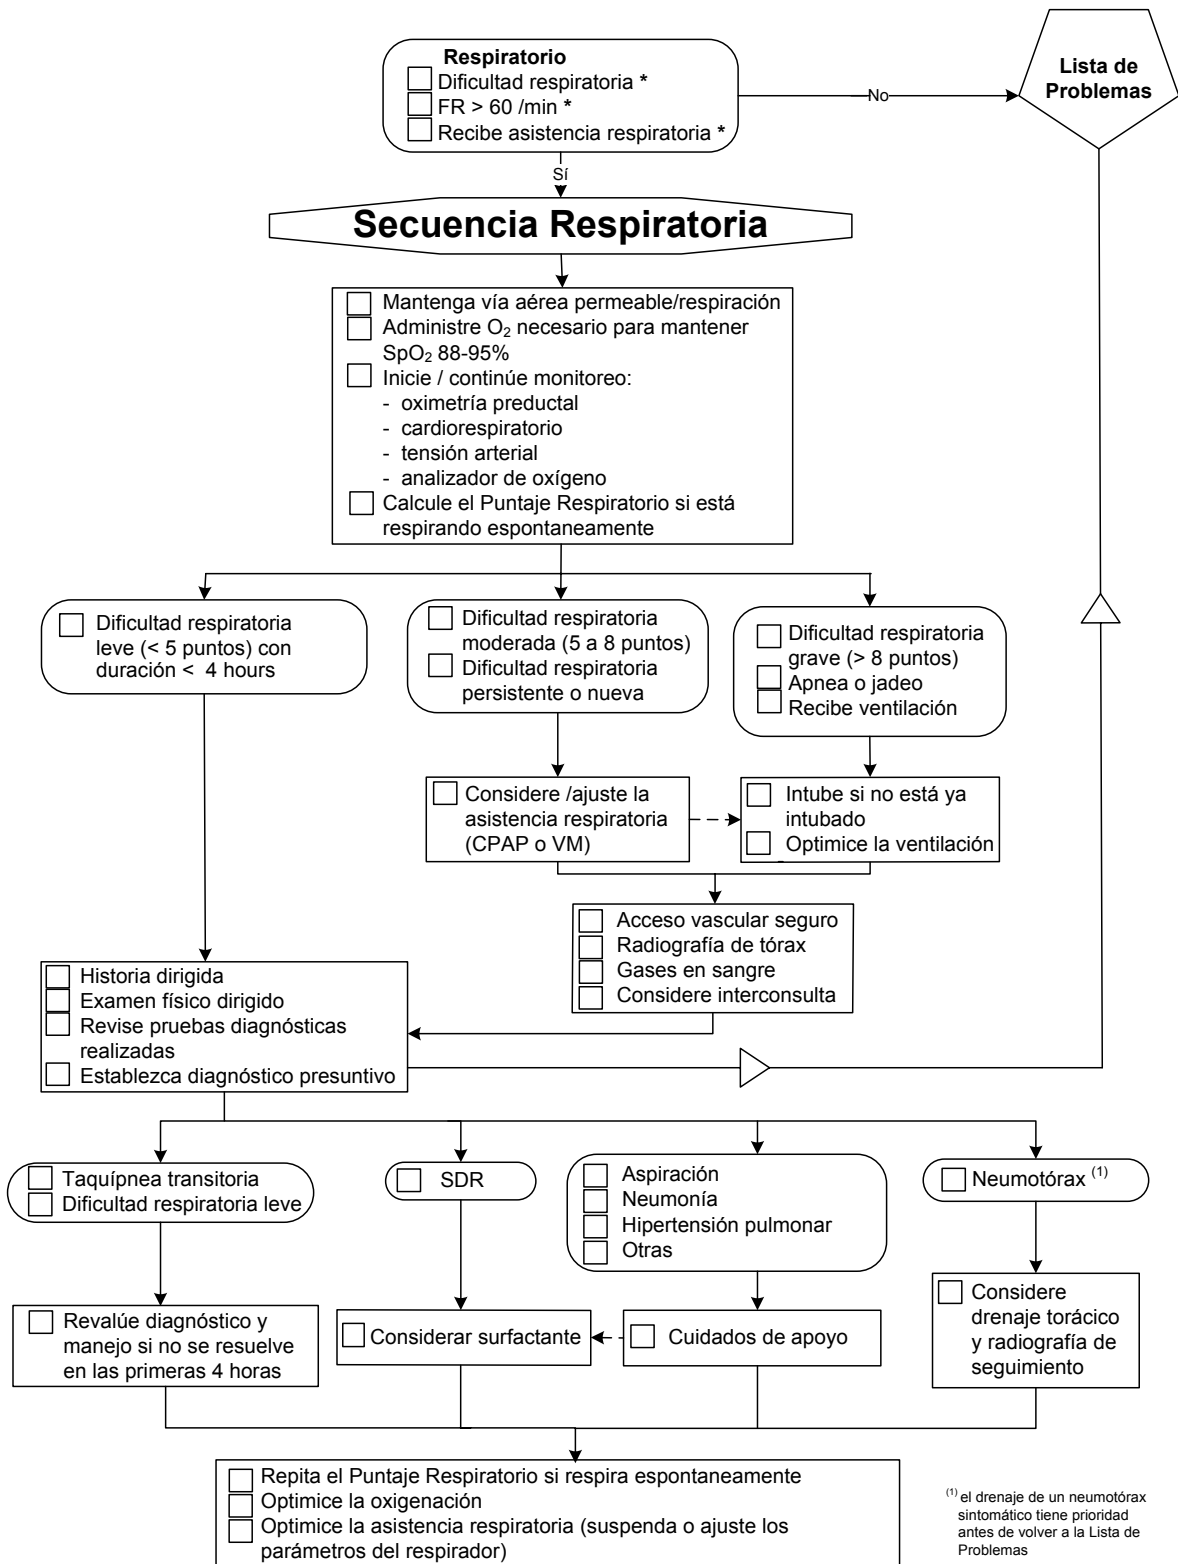 Respiratorio
Dificultad respiratoria *
FR > 60 /min *
Recibe asistencia respiratoria *
No
Lista de
Problemas
Sí
Secuencia Respiratoria
Mantenga vía aérea permeable/respiración
Administre O₂ necesario para mantener
SpO₂ 88-95%
Inicie / continúe monitoreo:
- oximetría preductal
- cardiorespiratorio
- tensión arterial
- analizador de oxígeno
Calcule el Puntaje Respiratorio si está
respirando espontaneamente
Dificultad respiratoria
leve (< 5 puntos) con
duración < 4 hours
Dificultad respiratoria
moderada (5 a 8 puntos)
Dificultad respiratoria
persistente o nueva
Dificultad respiratoria
grave (> 8 puntos)
Apnea o jadeo
Recibe ventilación
Considere /ajuste la
asistencia respiratoria
(CPAP o VM)
Intube si no está ya
intubado
Optimice la ventilación
Acceso vascular seguro
Radiografía de tórax
Gases en sangre
Considere interconsulta
Historia dirigida
Examen físico dirigido
Revise pruebas diagnósticas
realizadas
Establezca diagnóstico presuntivo
Taquípnea transitoria
Dificultad respiratoria leve
SDR
Aspiración
Neumonía
Hipertensión pulmonar
Otras
Neumotórax (1)
Revalúe diagnóstico y
manejo si no se resuelve
en las primeras 4 horas
Considerar surfactante
Cuidados de apoyo
Considere
drenaje torácico
y radiografía de
seguimiento
Repita el Puntaje Respiratorio si respira espontaneamente
Optimice la oxigenación
Optimice la asistencia respiratoria (suspenda o ajuste los
parámetros del respirador)
(1) el drenaje de un neumotórax
sintomático tiene prioridad
antes de volver a la Lista de
Problemas